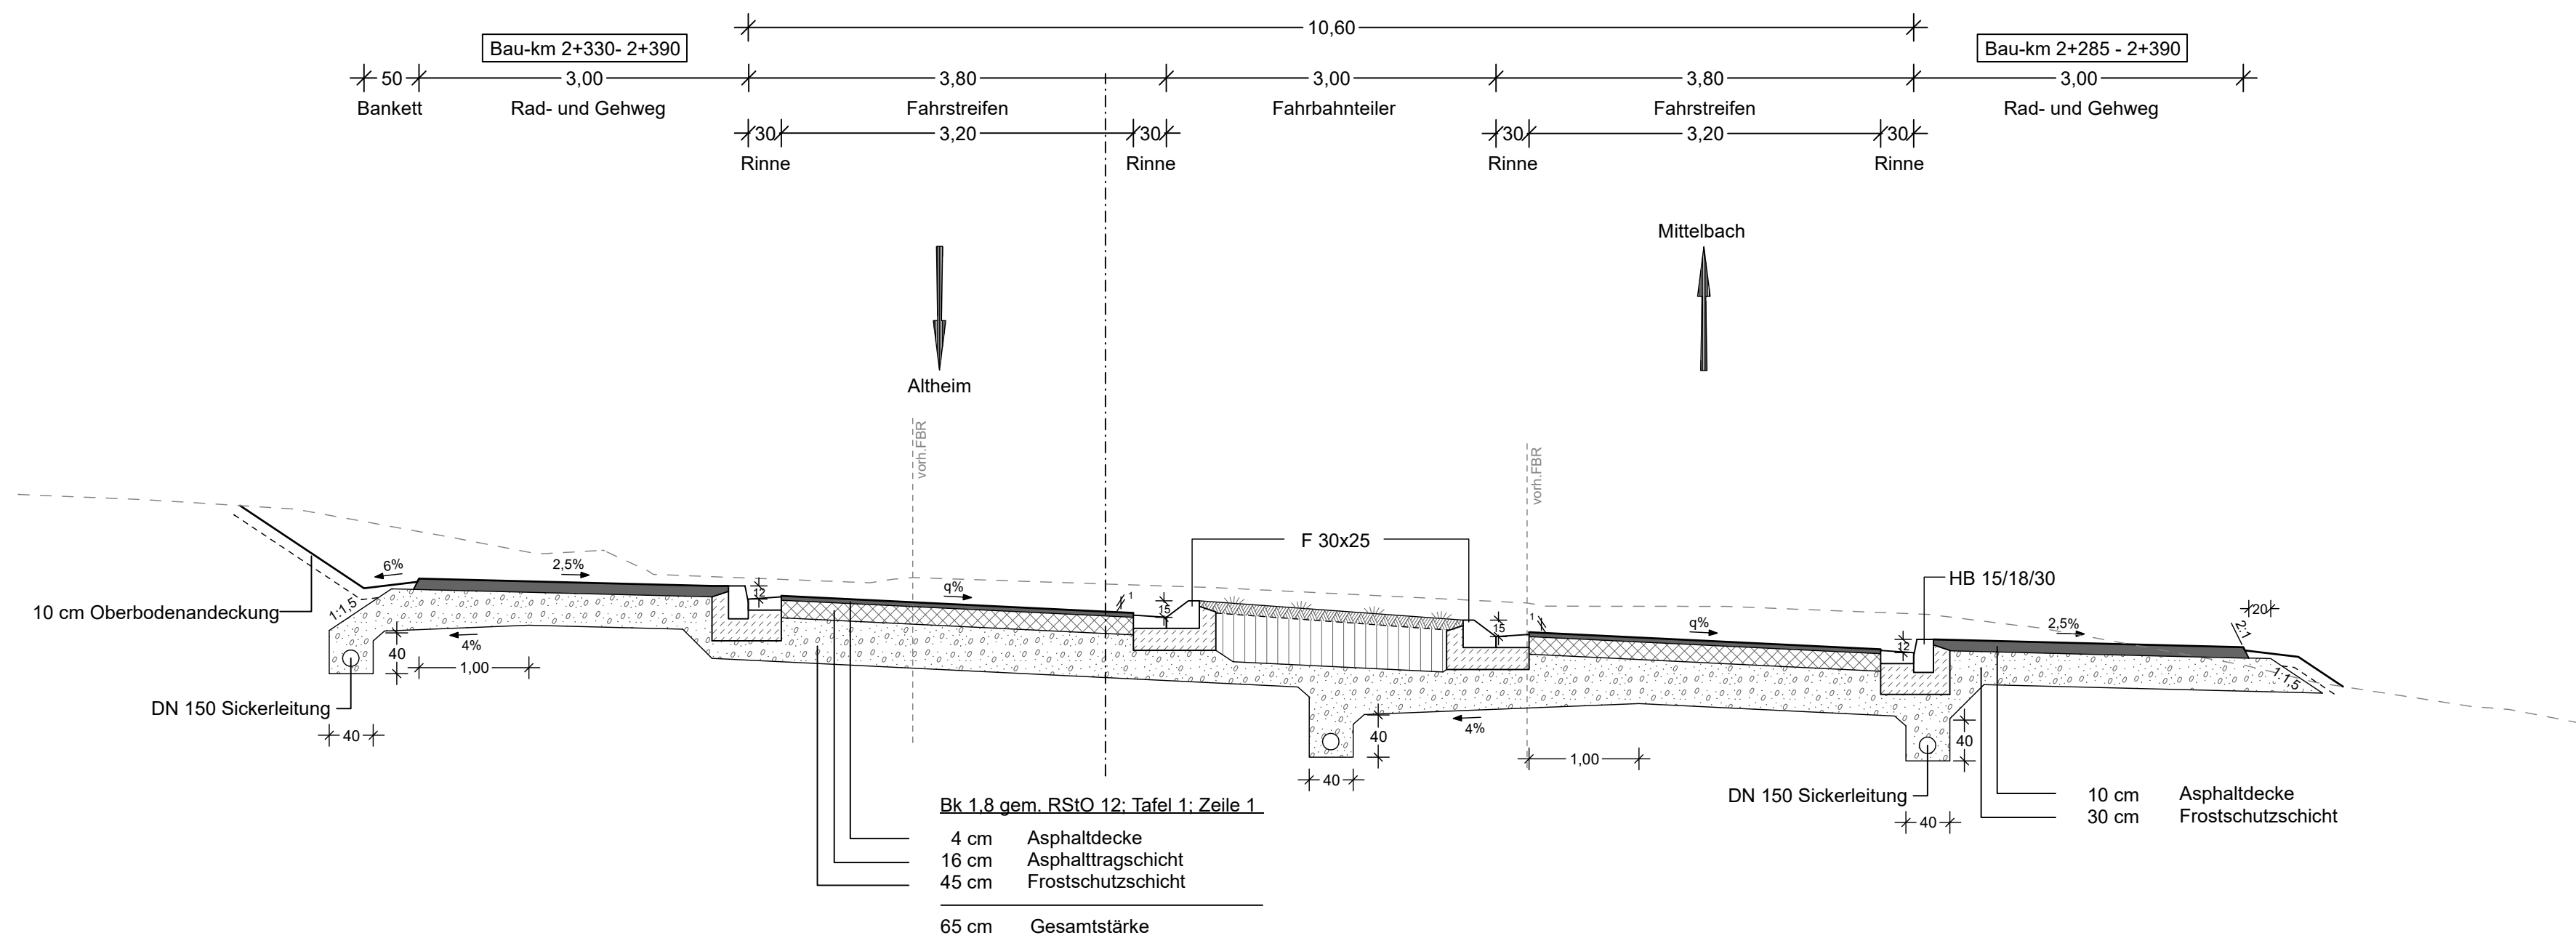 10,60
Bau-km 2+330- 2+390
Bau-km 2+285 - 2+390
50 3,00 3,80 3,00 3,80 3,00
Bankett Rad- und Gehweg Fahrstreifen Fahrbahnteiler Fahrstreifen Rad- und Gehweg
30 3,20 30 30 3,20 30
Rinne Rinne Rinne Rinne
Mittelbach
Altheim
vorh.FBR
vorh.FBR
F 30x25
6%
2,5%
q%
12
1
15
15
1
q%
12
HB 15/18/30
2,5%
20
2:1
1:1,5
1:1,5
10 cm Oberbodenandeckung
4%
40
1,00
DN 150 Sickerleitung
40
4%
40
1,00
40
40
DN 150 Sickerleitung
40
10 cm Asphaltdecke
30 cm Frostschutzschicht
Bk 1,8 gem. RStO 12; Tafel 1; Zeile 1
4 cm Asphaltdecke
16 cm Asphalttragschicht
45 cm Frostschutzschicht
65 cm Gesamtstärke